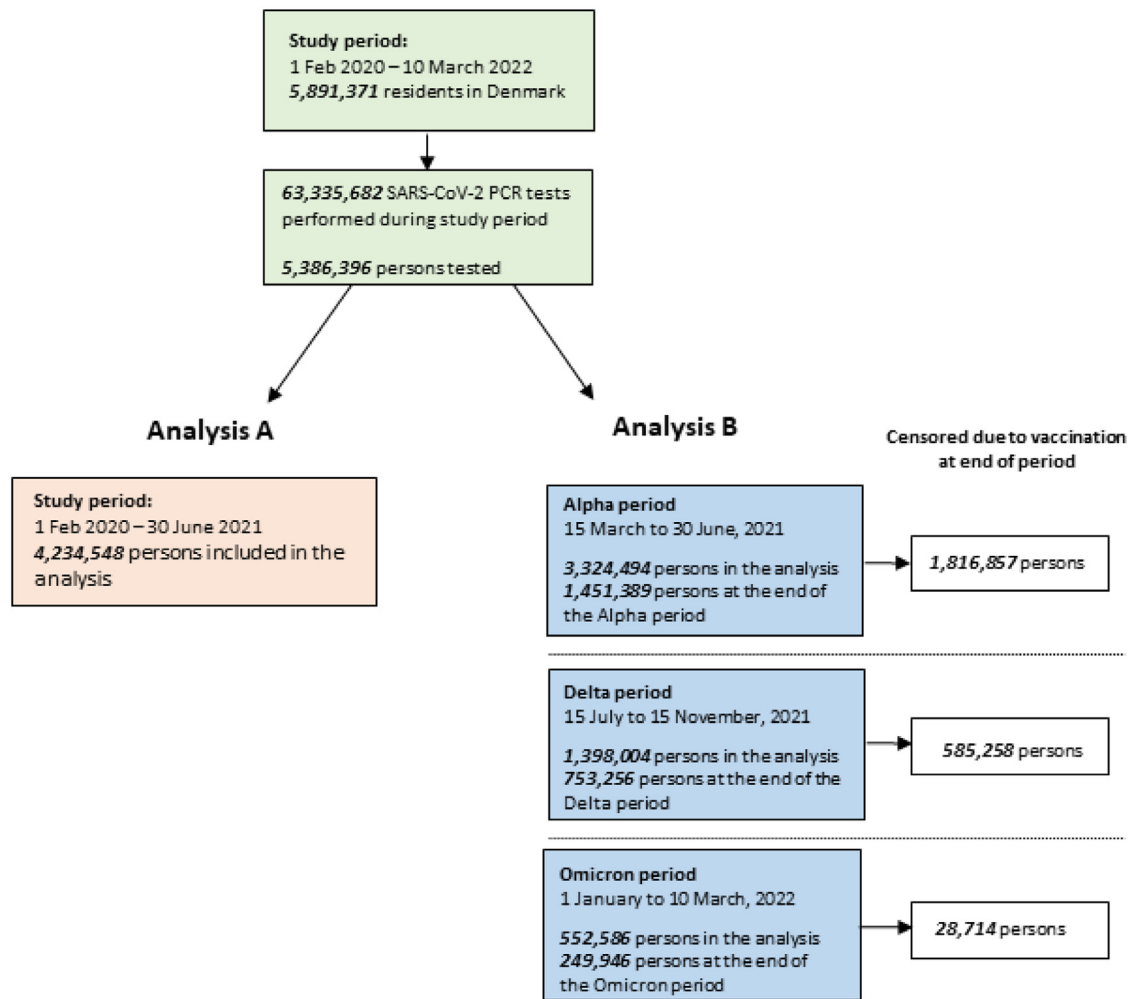 Study period:
1 Feb 2020 – 10 March 2022
5,891,371 residents in Denmark
63,335,682 SARS-CoV-2 PCR tests
performed during study period
5,386,396 persons tested
Analysis A
Study period:
1 Feb 2020 – 30 June 2021
4,234,548 persons included in the
analysis
Analysis B
Censored due to vaccination
at end of period
Alpha period
15 March to 30 June, 2021
3,324,494 persons in the analysis
1,451,389 persons at the end of
the Alpha period
1,816,857 persons
Delta period
15 July to 15 November, 2021
1,398,004 persons in the analysis
753,256 persons at the end of the
Delta period
585,258 persons
Omicron period
1 January to 10 March, 2022
552,586 persons in the analysis
249,946 persons at the end of
the Omicron period
28,714 persons